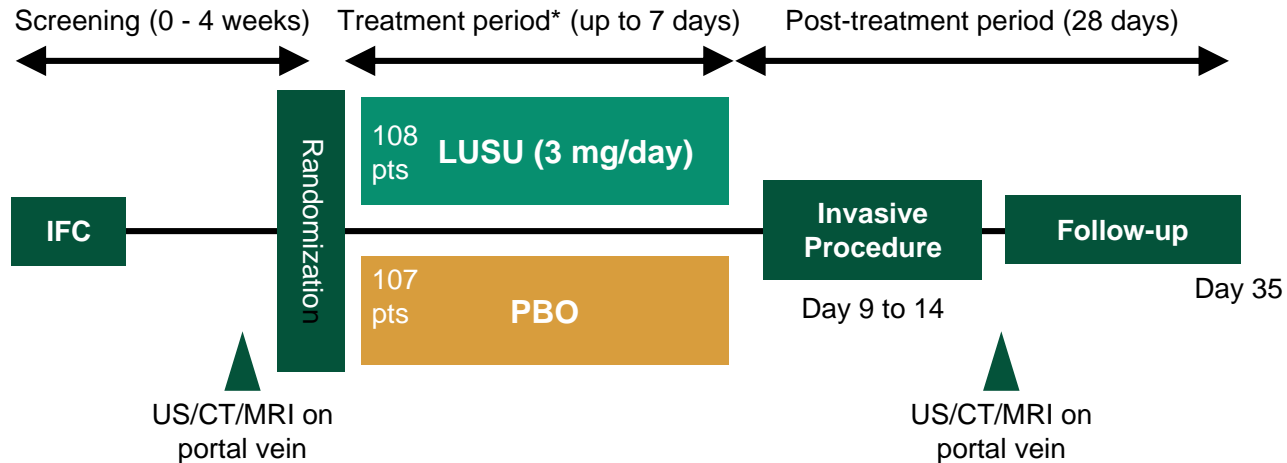 Screening (0 - 4 weeks)
Treatment period* (up to 7 days)
Post-treatment period (28 days)
IFC
Randomization
108
pts
LUSU (3 mg/day)
107
pts
PBO
Invasive
Procedure
Day 9 to 14
Follow-up
Day 35
US/CT/MRI on
portal vein
US/CT/MRI on
portal vein